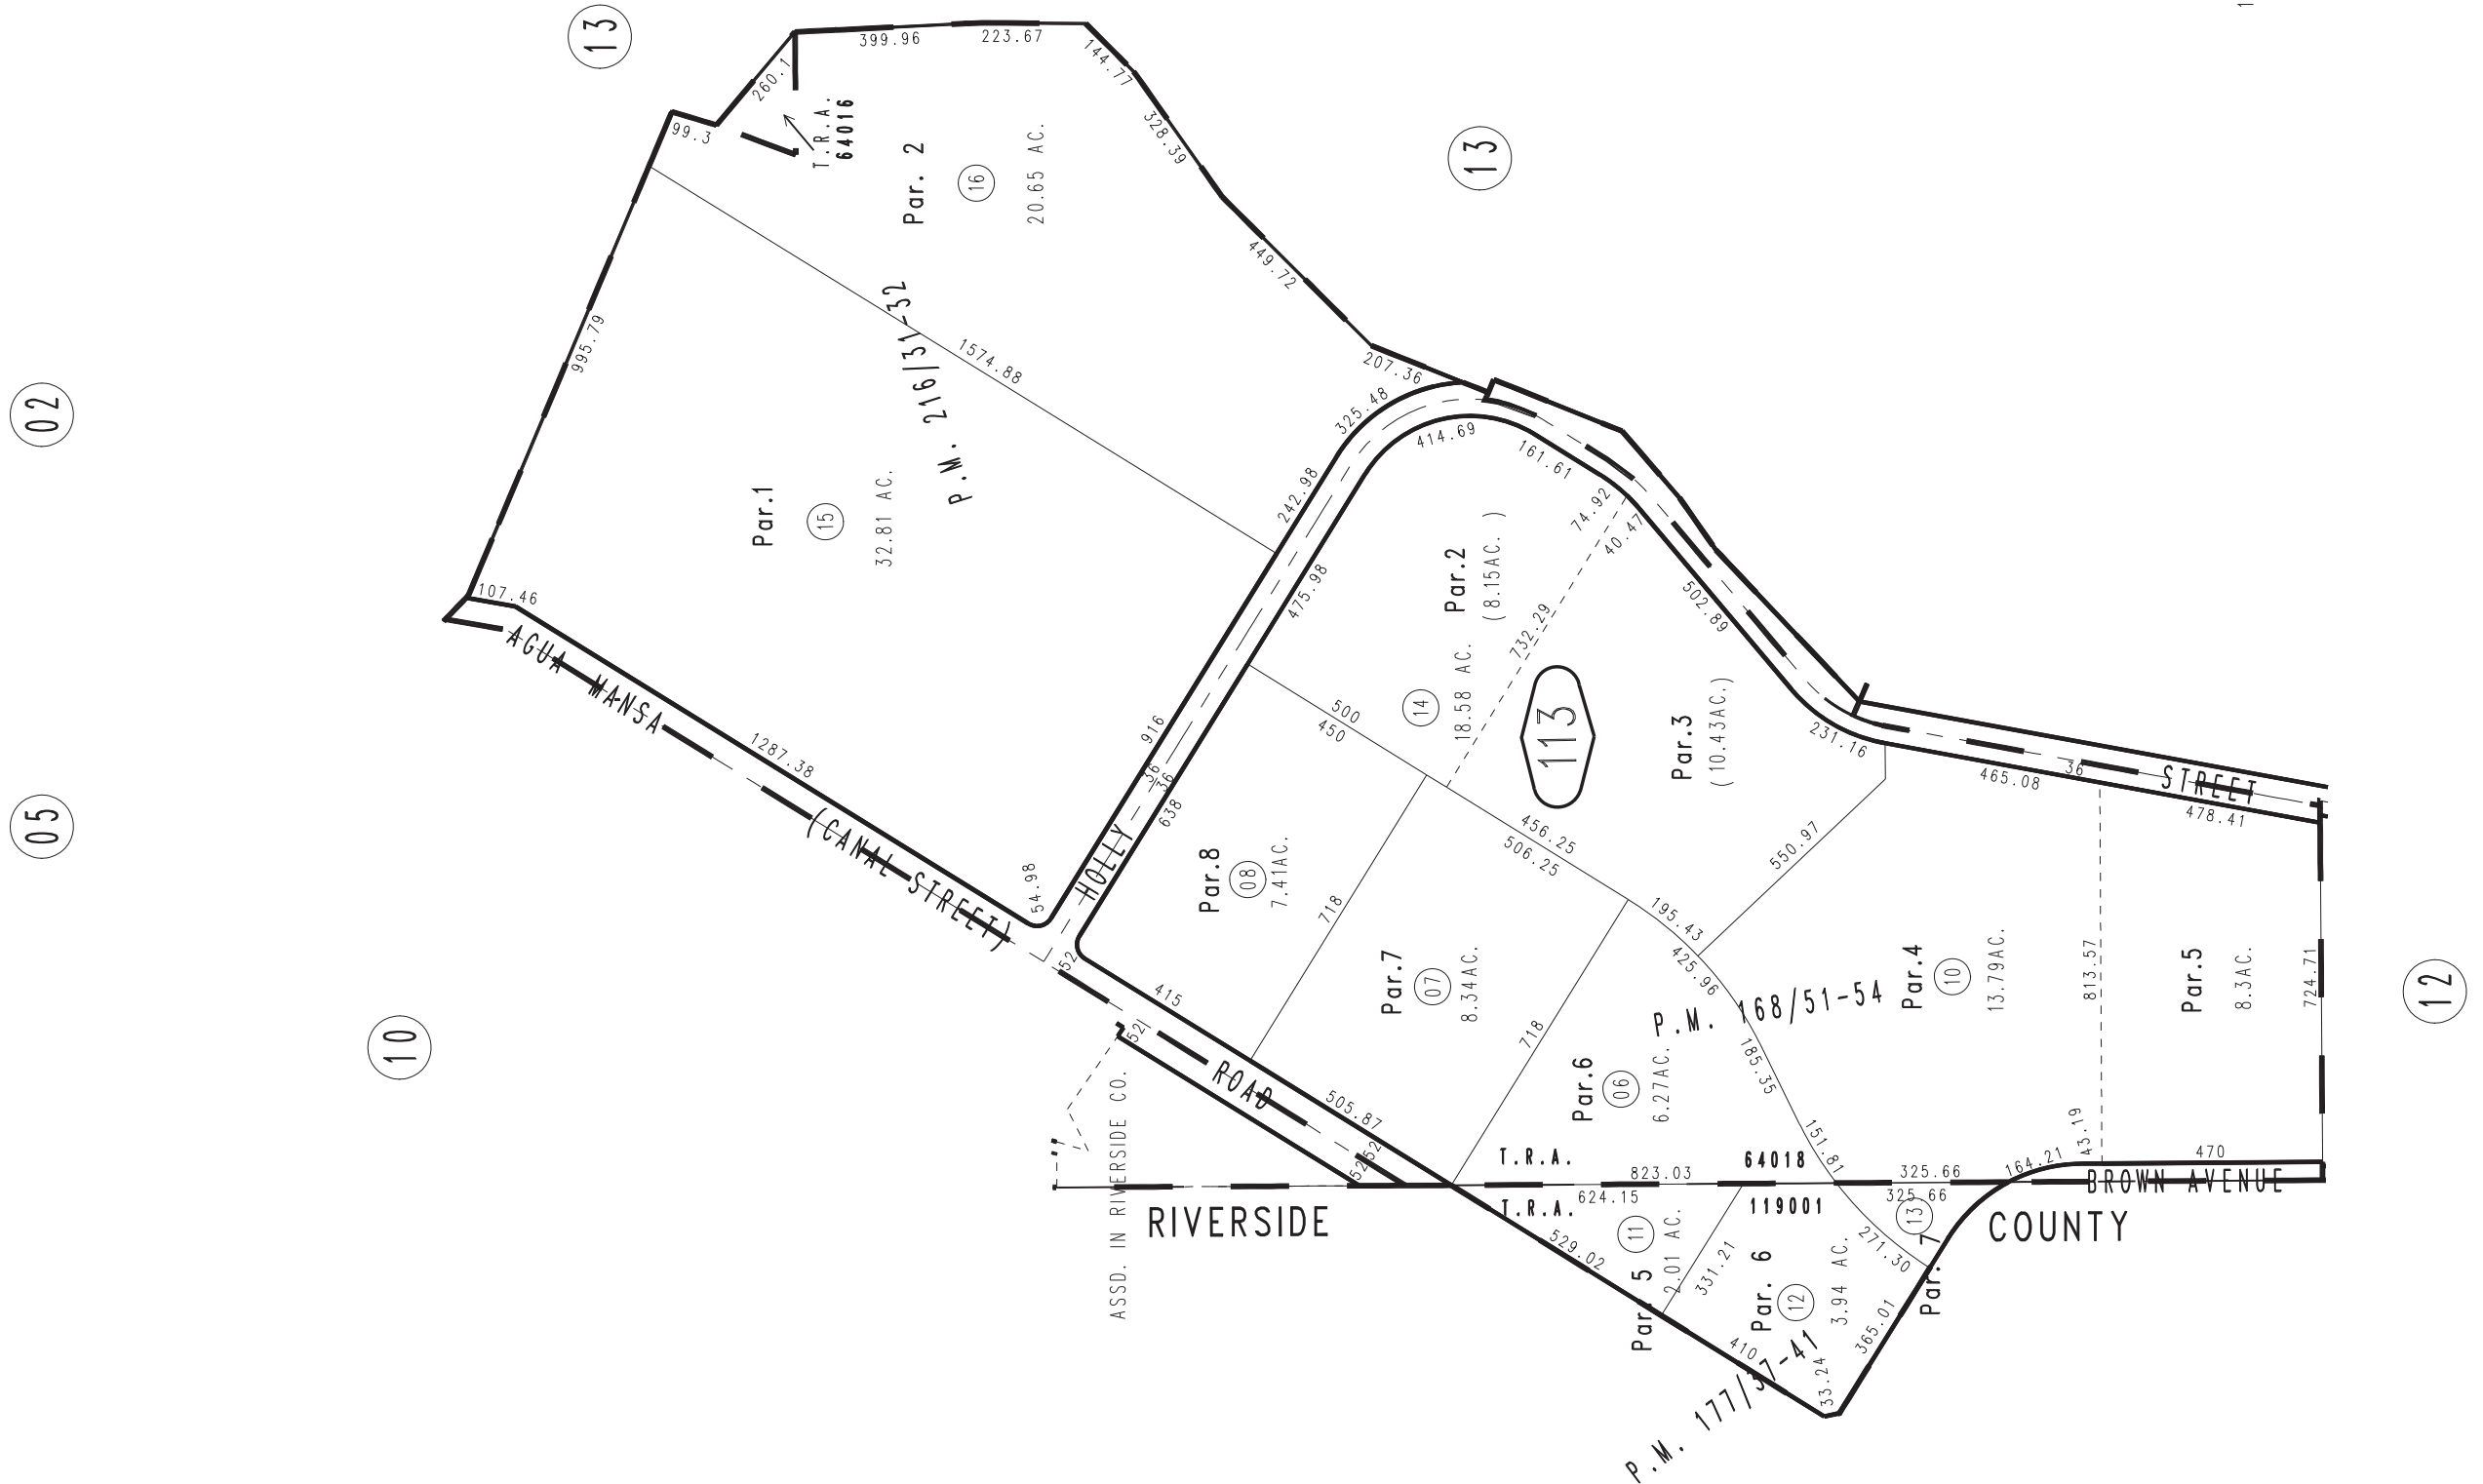 13
399.96
223.67
144.77
260.1
99.3
T.R.A.
64016
Par. 2
16
20.65 AC.
328.39
13
449.72
995.79
P.M. 216/31-32
1574.88
207.36
325.48
414.69
161.61
02
Par.1
15
32.81 AC.
242.98
74.92
40.47
Par.2
(8.15AC. )
475.98
107.46
732.29
502.89
AGUA MANSA
(CANAL STREET)
ROAD
1287.38
916
500
450
14
18.58 AC.
113
Par.3
(10.43AC.)
231.16
465.08
36
STREET
478.41
36
36
638
HOLLY
05
54.98
Par.8
08
7.41AC.
456.25
506.25
550.97
718
195.43
425.96
52
415
Par.7
07
8.34AC.
718
P.M. 168/51-54
Par.4
10
13.79AC.
813.57
Par.5
8.3AC.
724.71
12
10
52
505.87
Par.6
06
6.27AC.
185.35
151.81
ASSD. IN RIVERSIDE CO.
52
52
T.R.A.
64018
823.03
325.66
164.21
43.19
470
BROWN AVENUE
624.15
T.R.A.
119001
325.66
13
RIVERSIDE
COUNTY
529.02
11
2.01 AC.
Par. 5
331.21
Par. 6
12
3.94 AC.
271.30
Par. 7
365.01
410
33.24
P.M. 177/37-41